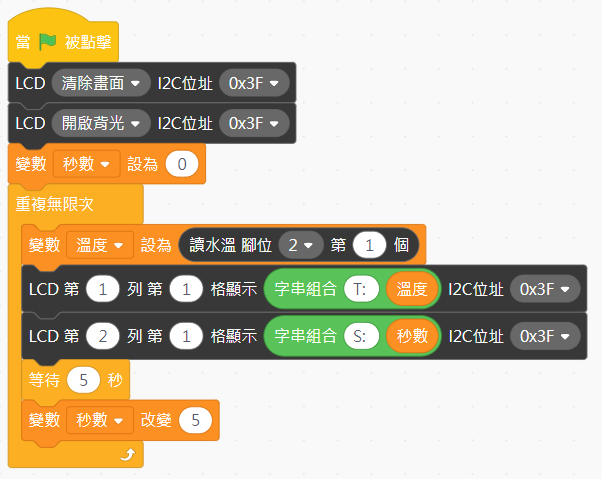 當 被點擊
LCD 清除畫面 I2C位址 0x3F
LCD 開啟背光 I2C位址 0x3F
變數 秒數 設為 0
重複無限次
變數 溫度 設為 讀水溫 腳位 2 第 1 個
LCD 第 1 列 第 1 格顯示 字串組合 T: 溫度 I2C位址 0x3F
LCD 第 2 列 第 1 格顯示 字串組合 S: 秒數 I2C位址 0x3F
等待 5 秒
變數 秒數 改變 5